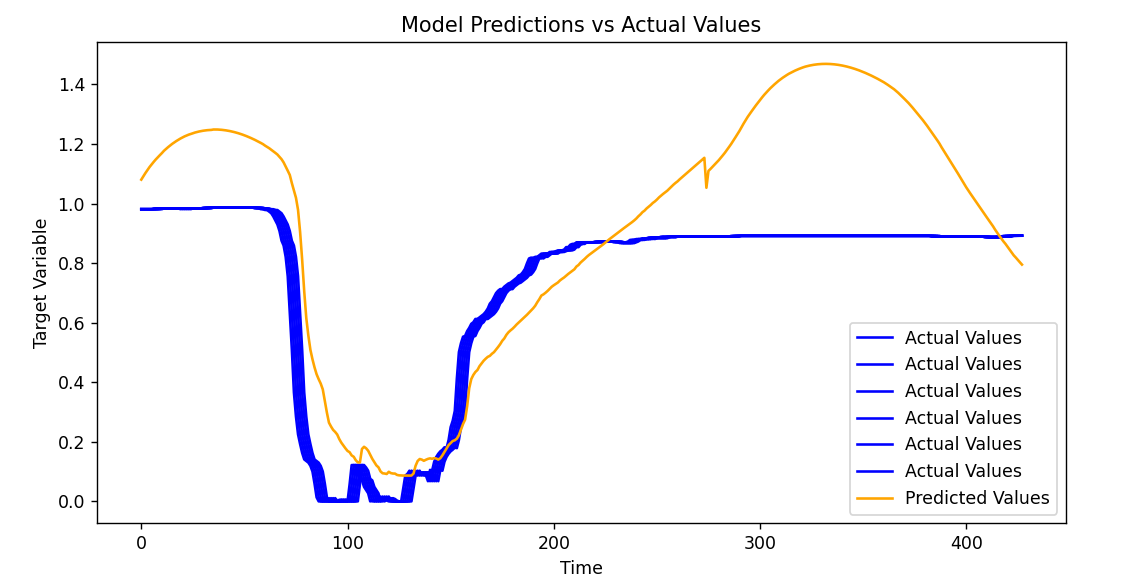 Model Predictions vs Actual Values
1.4
1.2
1.0
0.8
0.6
0.4
0.2
0.0
Target Variable
0 100 200 300 400
Time
Actual Values
Actual Values
Actual Values
Actual Values
Actual Values
Actual Values
Predicted Values